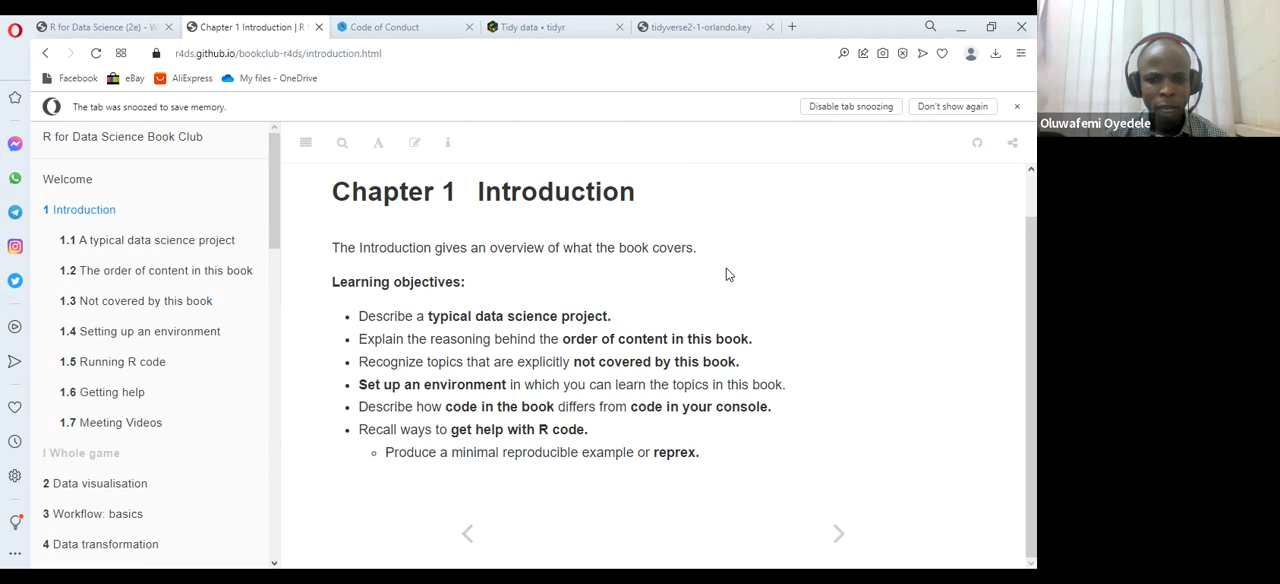 R for Data Science (2e) - W
Chapter 1 Introduction | R
Code of Conduct
Tidy data • tidyr
tidyverse2-1-orlando.key
r4ds.github.io/bookclub-r4ds/introduction.html
Facebook
eBay
AliExpress
My files - OneDrive
The tab was snoozed to save memory.
Disable tab snoozing
Don't show again
R for Data Science Book Club
Welcome
1 Introduction
1.1 A typical data science project
1.2 The order of content in this book
1.3 Not covered by this book
1.4 Setting up an environment
1.5 Running R code
1.6 Getting help
1.7 Meeting Videos
I Whole game
2 Data visualisation
3 Workflow: basics
4 Data transformation
Chapter 1 Introduction
The Introduction gives an overview of what the book covers.
Learning objectives:
• Describe a typical data science project.
• Explain the reasoning behind the order of content in this book.
• Recognize topics that are explicitly not covered by this book.
• Set up an environment in which you can learn the topics in this book.
• Describe how code in the book differs from code in your console.
• Recall ways to get help with R code.
◦ Produce a minimal reproducible example or reprex.
Oluwafemi Oyedele